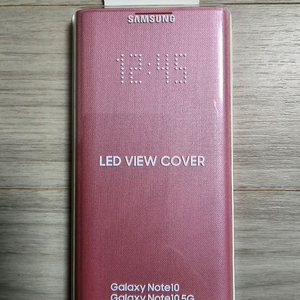 SAMSUNG
12:45
LED VIEW COVER
Galaxy Note10
Galaxy Note10 5G